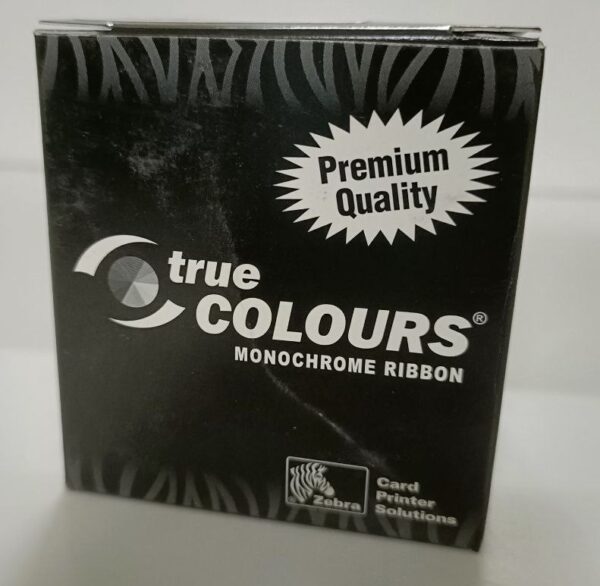 Premium
Quality
true
COLOURS®
MONOCHROME RIBBON
Zebra
Card
Printer
Solutions